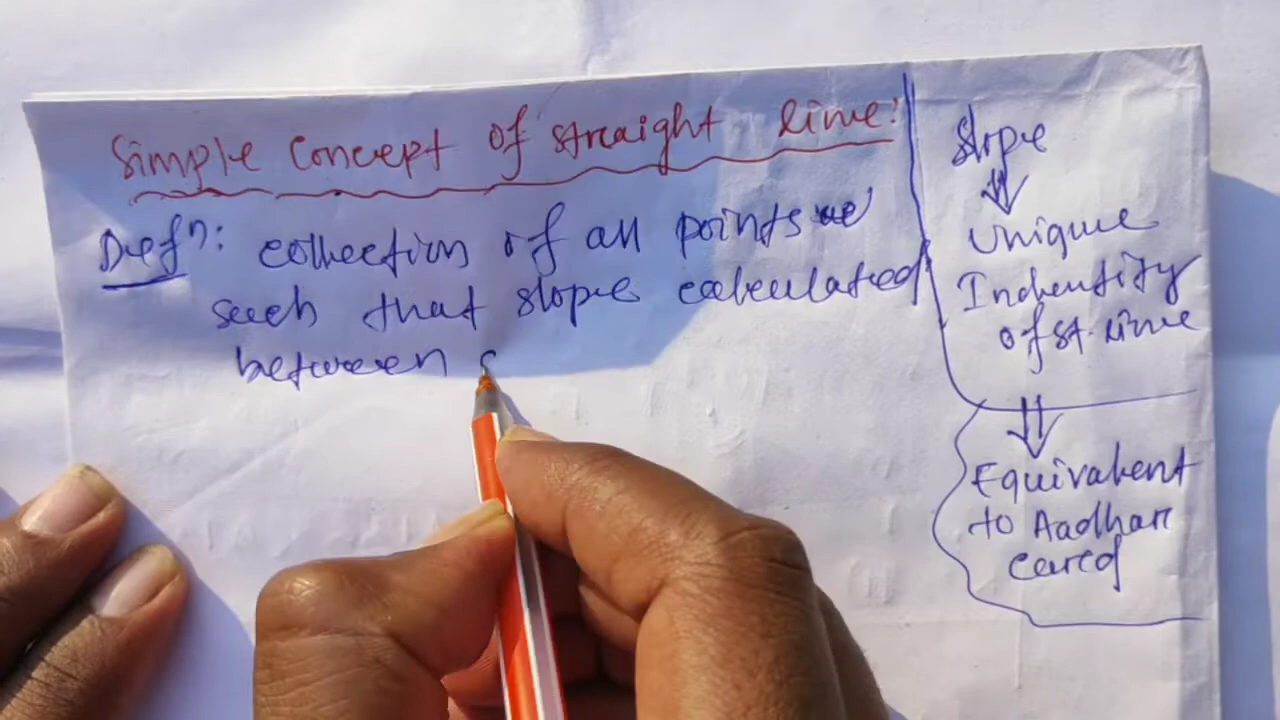 Simple Concept of straight line:
Defn: collection of all points
such that slope calculated
between
Slope
Unique
Indentity
of st. line
Equivalent
to Aadhar
card